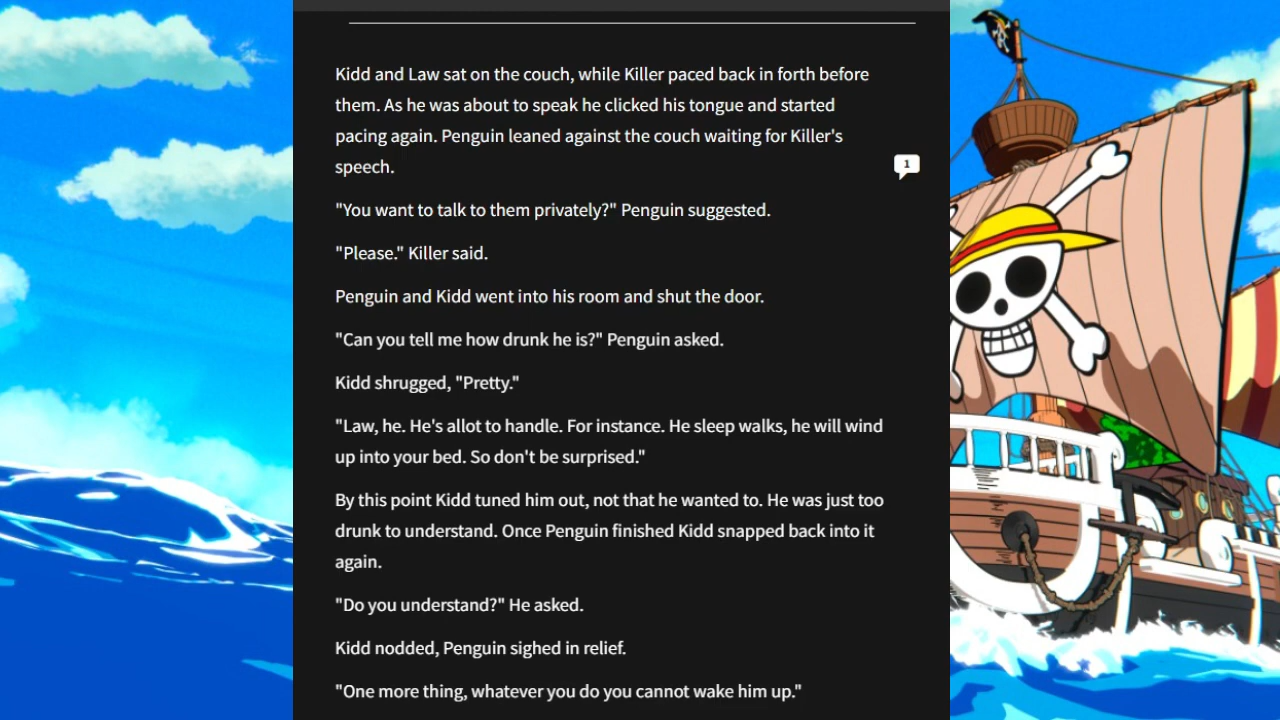 Kidd and Law sat on the couch, while Killer paced back in forth before
them. As he was about to speak he clicked his tongue and started
pacing again. Penguin leaned against the couch waiting for Killer's
speech.
1
"You want to talk to them privately?" Penguin suggested.
"Please." Killer said.
Penguin and Kidd went into his room and shut the door.
"Can you tell me how drunk he is?" Penguin asked.
Kidd shrugged, "Pretty."
"Law, he. He's allot to handle. For instance. He sleep walks, he will wind
up into your bed. So don't be surprised."
By this point Kidd tuned him out, not that he wanted to. He was just too
drunk to understand. Once Penguin finished Kidd snapped back into it
again.
"Do you understand?" He asked.
Kidd nodded, Penguin sighed in relief.
"One more thing, whatever you do you cannot wake him up."